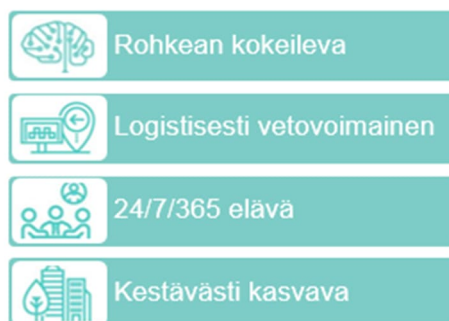 Rohkean kokeileva
Logistisesti vetovoimainen
24/7/365 elävä
Kestävästi kasvava